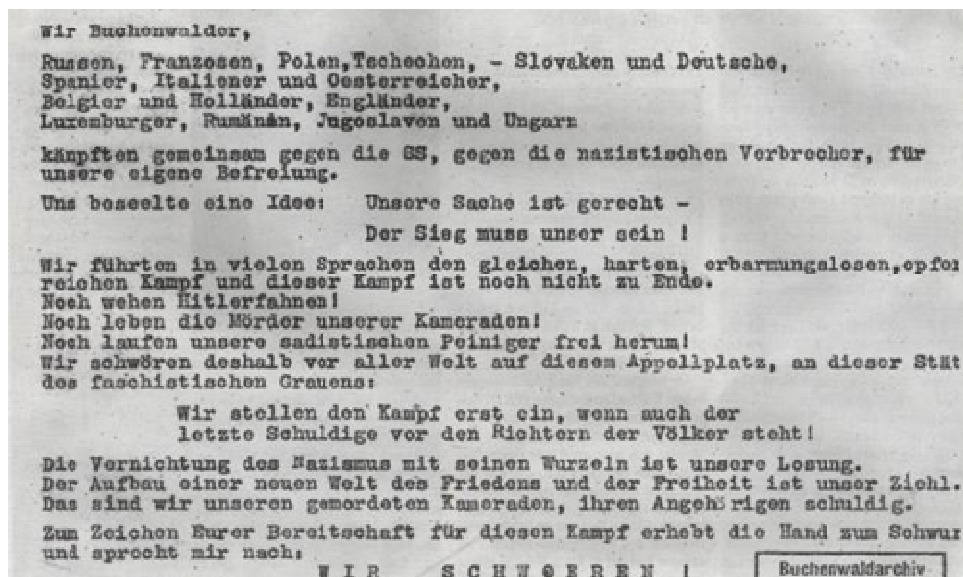 Wir Buchenwalder,
Russen, Franzosen, Polen,Tschechen, - Slovaken und Deutsche,
Spanier, Italiener und Oesterreicher,
Belgier und Holländer, Engländer,
Luxemburger, Rumänän, Jugoslaven und Ungarn
kämpften gemeinsam gegen die SS, gegen die nazistischen Verbrecher, für
unsere eigene Befreiung.
Uns beseelte eine Idee: Unsere Sache ist gerecht -
Der Sieg muss unser sein !
Wir führten in vielen Sprachen den gleichen, harten, erbarmungslosen,opfer
reichen Kampf und dieser Kampf ist noch nicht zu Ende.
Noch wehen Hitlerfahnen!
Noch leben die Mörder unserer Kameraden!
Noch laufen unsere sadistischen Peiniger frei herum!
Wir schwören deshalb vor aller Welt auf diesem Appellplatz, an dieser Stät
des faschistischen Grauens:
Wir stellen den Kampf erst ein, wenn auch der
letzte Schuldige vor den Richtern der Völker steht!
Die Vernichtung des Nazismus mit seinen Wurzeln ist unsere Losung.
Der Aufbau einer neuen Welt des Friedens und der Freiheit ist unser Ziehl.
Das sind wir unseren gemordeten Kameraden, ihren Angehörigen schuldig.
Zum Zeichen Eurer Bereitschaft für diesen Kampf erhebt die Hand zum Schwur
und sprecht mir nach:
WIR SCHWOEREN !
Buchenwaldarchiv